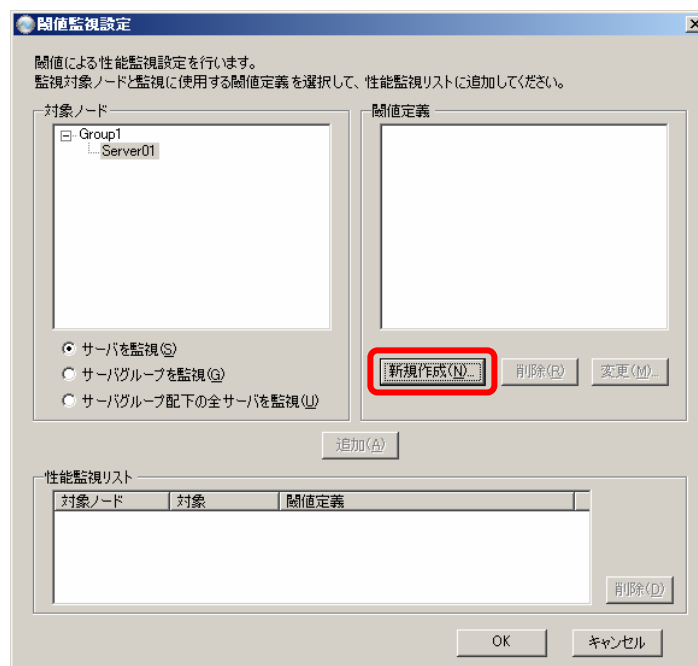 閾値監視設定
閾値による性能監視設定を行います。
監視対象ノードと監視に使用する閾値定義を選択して、性能監視リストに追加してください。
対象ノード
Group1
Server01
サーバを監視(S)
サーバグループを監視(G)
サーバグループ配下の全サーバを監視(U)
閾値定義
新規作成(N)...
削除(R)
変更(M)...
追加(A)
性能監視リスト
対象ノード 対象 閾値定義
削除(D)
OK キャンセル